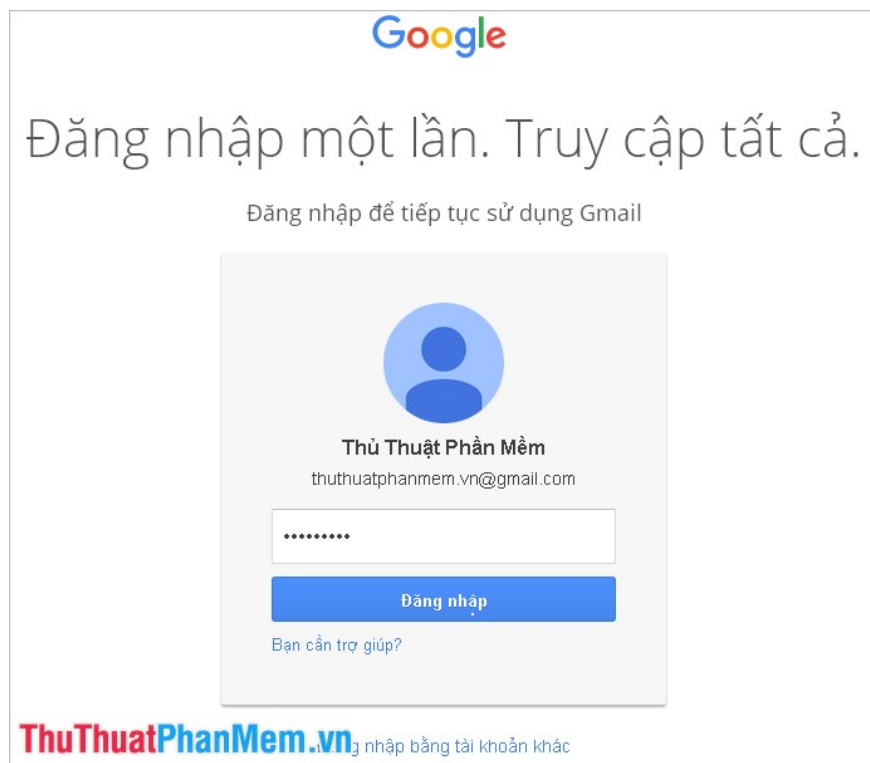 Google
Đăng nhập một lần. Truy cập tất cả.
Đăng nhập để tiếp tục sử dụng Gmail
Thủ Thuật Phần Mềm
thuthuatphanmem.vn@gmail.com
•••••••••
Đăng nhập
Bạn cần trợ giúp?
ThuThuatPhanMem.vn
nhập bằng tài khoản khác